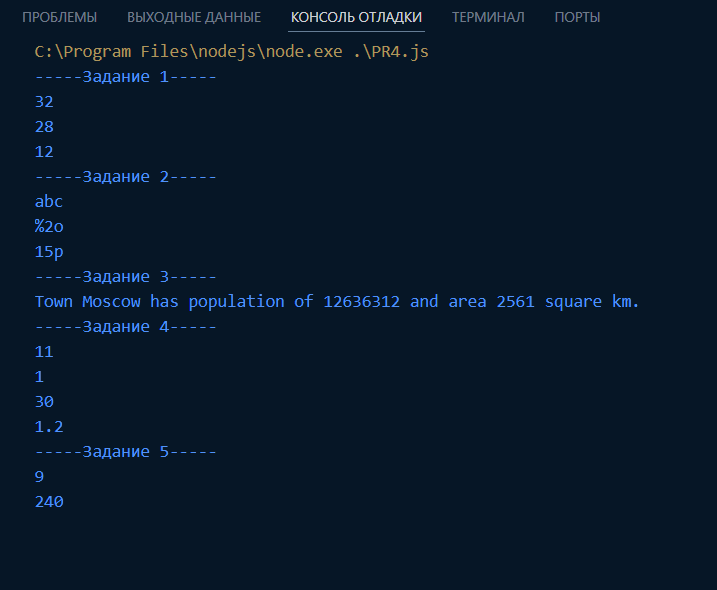 ПРОБЛЕМЫ ВЫХОДНЫЕ ДАННЫЕ КОНСОЛЬ ОТЛАДКИ ТЕРМИНАЛ ПОРТЫ
C:\Program Files\nodejs\node.exe .\PR4.js
-----Задание 1-----
32
28
12
-----Задание 2-----
abc
%2o
15p
-----Задание 3-----
Town Moscow has population of 12636312 and area 2561 square km.
-----Задание 4-----
11
1
30
1.2
-----Задание 5-----
9
240